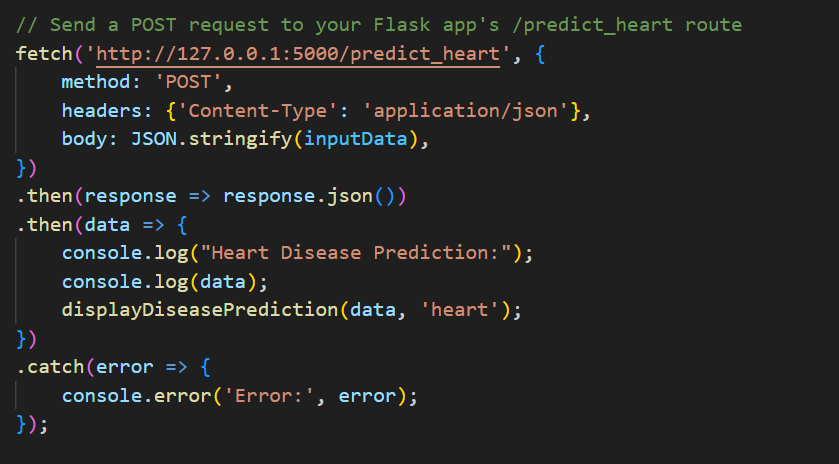 // Send a POST request to your Flask app's /predict_heart route
fetch('http://127.0.0.1:5000/predict_heart', {
    method: 'POST',
    headers: {'Content-Type': 'application/json'},
    body: JSON.stringify(inputData),
})
.then(response => response.json())
.then(data => {
    console.log("Heart Disease Prediction:");
    console.log(data);
    displayDiseasePrediction(data, 'heart');
})
.catch(error => {
    console.error('Error:', error);
});